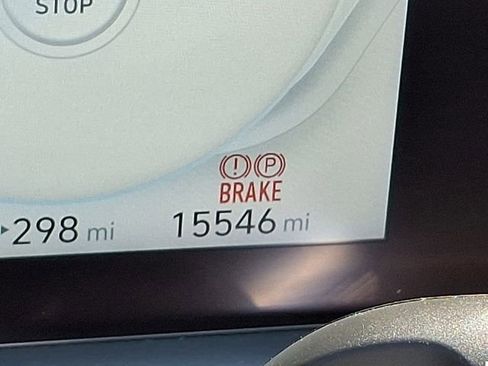 STOP
(!) (P)
BRAKE
298 mi 15546 mi